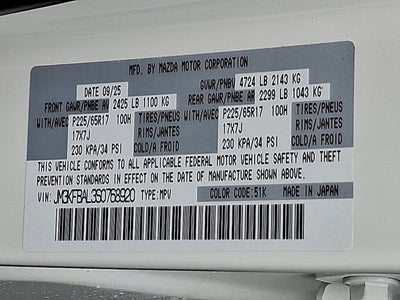 MFD. BY MAZDA MOTOR CORPORATION
DATE 09/25 GVWR/PNBV 4724 LB 2143 KG
FRONT GAWR/PNBE AV 2425 LB 1100 KG REAR GAWR/PNBE AR 2299 LB 1043 KG
WITH/AVEC P225/65R17 100H TIRES/PNEUS WITH/AVEC P225/65R17 100H TIRES/PNEUS
17X7J RIMS/JANTES 17X7J RIMS/JANTES
230 KPA/34 PSI COLD/A FROID 230 KPA/34 PSI COLD/A FROID
THIS VEHICLE CONFORMS TO ALL APPLICABLE FEDERAL MOTOR VEHICLE SAFETY AND THEFT
PREVENTION STANDARDS IN EFFECT ON THE DATE OF MANUFACTURE SHOWN ABOVE.
VIN: JM3KFBAL3S0768920 TYPE: MPV COLOR CODE: 51K MADE IN JAPAN